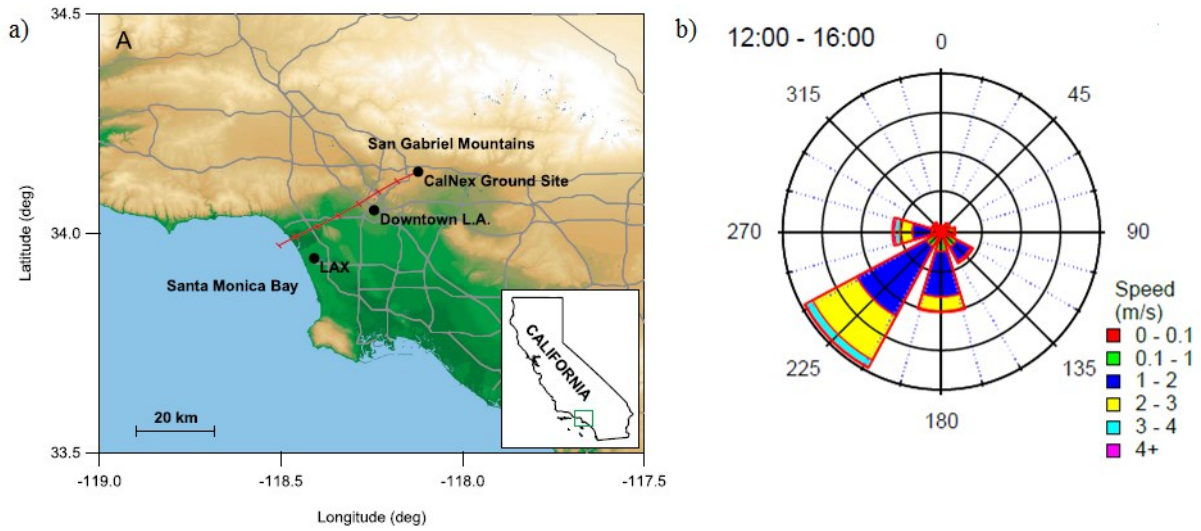 a)
A
34.5
34.0
33.5
Latitude (deg)
San Gabriel Mountains
CalNex Ground Site
Downtown L.A.
LAX
Santa Monica Bay
20 km
CALIFORNIA
-119.0
-118.5
-118.0
-117.5
Longitude (deg)
b)
12:00 - 16:00
0
45
90
135
180
225
270
315
Speed
(m/s)
0 - 0.1
0.1 - 1
1 - 2
2 - 3
3 - 4
4+